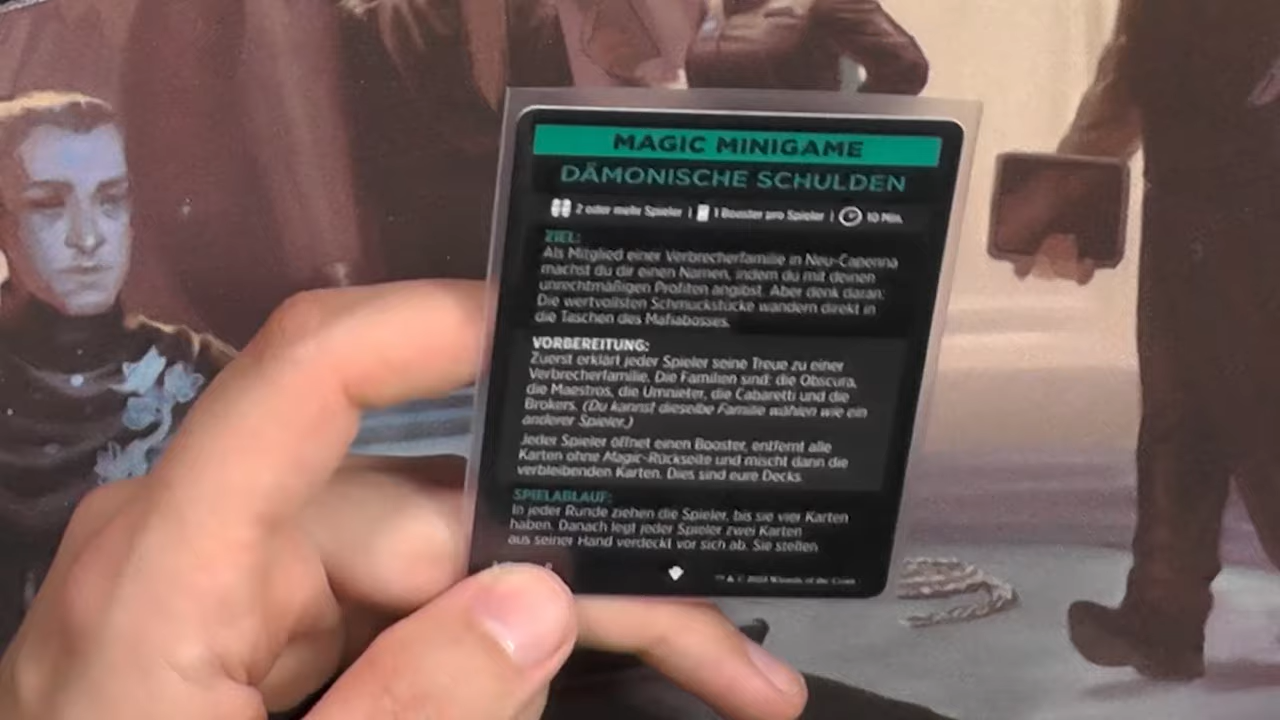 MAGIC MINIGAME
DÄMONISCHE SCHULDEN
2 oder mehr Spieler | 1 Booster pro Spieler | 10 Min.
ZIEL:
Als Mitglied einer Verbrecherfamilie in Neu-Capenna
machst du dir einen Namen, indem du mit deinen
unrechtmäßigen Profiten angibst. Aber denk daran:
Die wertvollsten Schmuckstücke wandern direkt in
die Taschen des Mafiabosses.
VORBEREITUNG:
Zuerst erklärt jeder Spieler seine Treue zu einer
Verbrecherfamilie. Die Familien sind: die Obscura,
die Maestros, die Umnieter, die Cabaretti und die
Brokers. (Du kannst dieselbe Familie wählen wie ein
anderer Spieler.)
Jeder Spieler öffnet einen Booster, entfernt alle
Karten ohne Magic-Rückseite und mischt dann die
verbleibenden Karten. Dies sind eure Decks.
SPIELABLAUF:
In jeder Runde ziehen die Spieler, bis sie vier Karten
haben. Danach legt jeder Spieler zwei Karten
aus seiner Hand verdeckt vor sich ab. Sie stellen
™ & © 2022 Wizards of the Coast